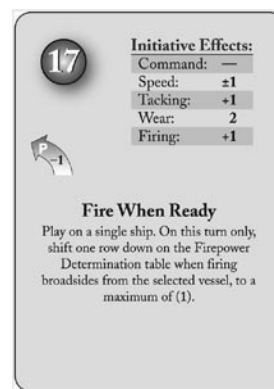 17
Initiative Effects:
Command: —
Speed: ±1
Tacking: +1
Wear: 2
Firing: +1
P
-1
Fire When Ready
Play on a single ship. On this turn only,
shift one row down on the Firepower
Determination table when firing
broadsides from the selected vessel, to a
maximum of (1).